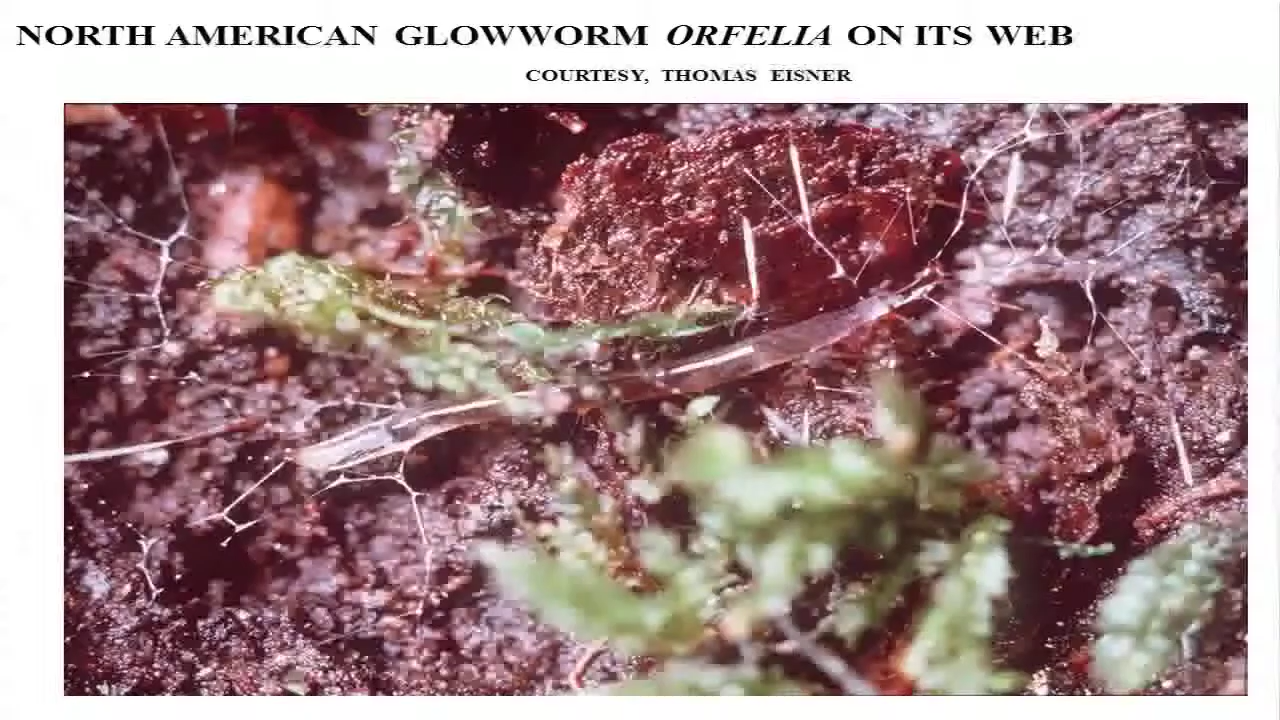 NORTH AMERICAN GLOWWORM ORFELIA ON ITS WEB
COURTESY, THOMAS EISNER